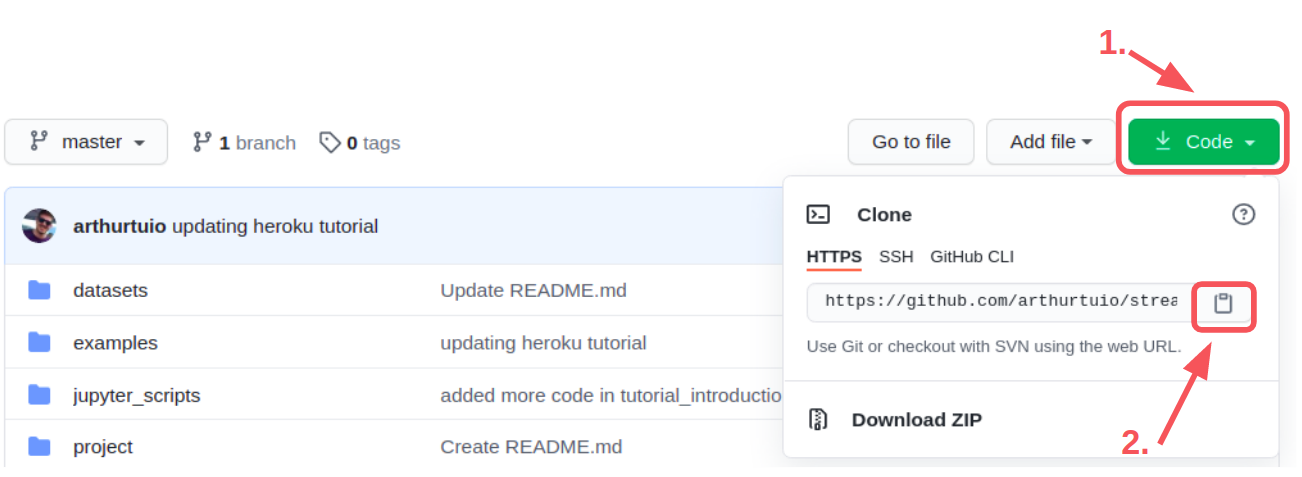 1.
master 1 branch 0 tags Go to file Add file Code
arthurtuio updating heroku tutorial
Clone
HTTPS SSH GitHub CLI
datasets Update README.md
https://github.com/arthurtuio/strea
examples updating heroku tutorial
Use Git or checkout with SVN using the web URL.
jupyter_scripts added more code in tutorial_introductio
Download ZIP
project Create README.md
2.